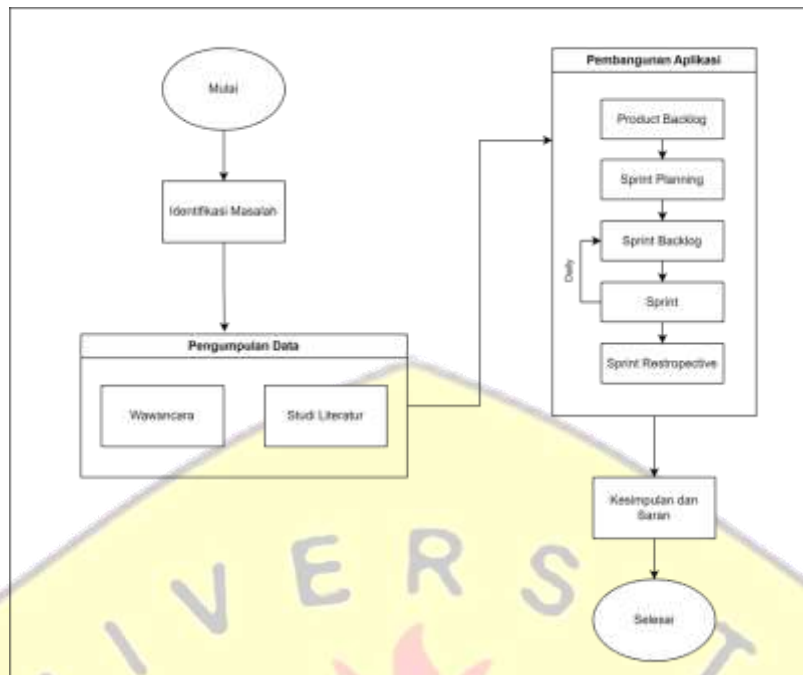 Mulai
Identifikasi Masalah
Pengumpulan Data
Wawancara
Studi Literatur
Pembangunan Aplikasi
Product Backlog
Sprint Planning
Sprint Backlog
Daily
Sprint
Sprint Restropective
Kesimpulan dan
Saran
Selesai
IVERSIT